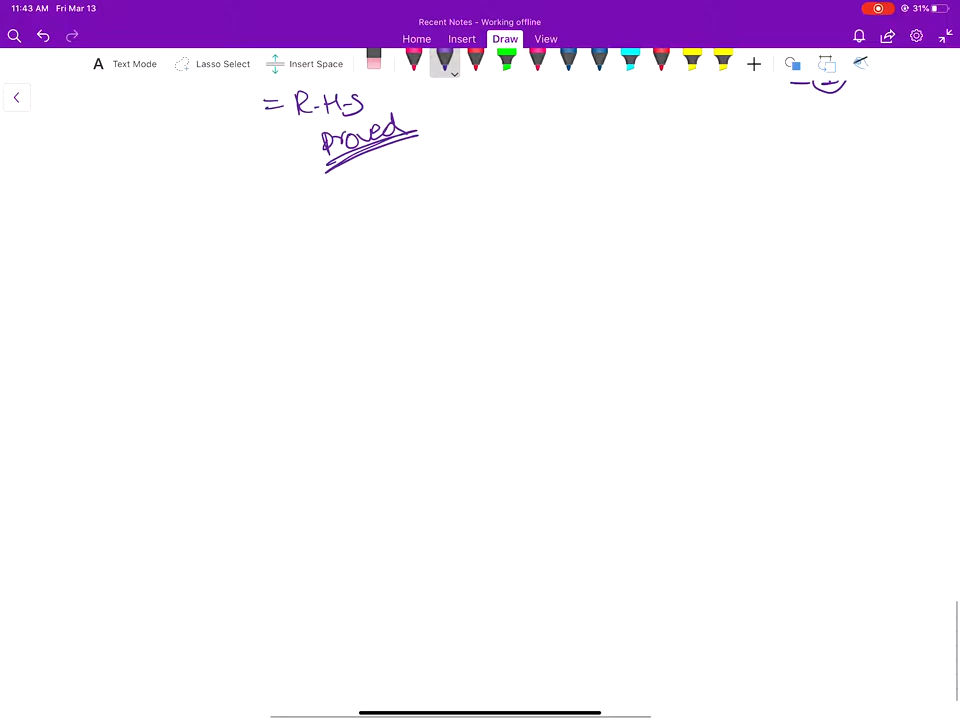 11:43 AM Fri Mar 13
31%
Recent Notes - Working offline
Home Insert Draw View
A Text Mode Lasso Select Insert Space
= R-H-S
Proved